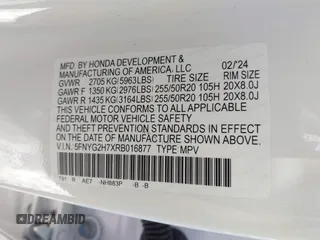 MFD. BY HONDA DEVELOPMENT & 02/'24
MANUFACTURING OF AMERICA, LLC
GVWR 2705 KG(5963LBS) TIRE SIZE RIM SIZE
GAWR F 1350 KG(2976LBS)255/50R20 105H 20X8.0J
GAWR R 1435 KG(3164LBS)255/50R20 105H 20X8.0J
THIS VEHICLE CONFORMS TO ALL APPLICABLE
FEDERAL MOTOR VEHICLE SAFETY AND
THEFT PREVENTION STANDARDS IN EFFECT
ON THE DATE OF MANUFACTURE SHOWN ABOVE.
V.I.N. 5FNYG2H7XRB016877 TYPE MPV
T91 AE7 NH883P -B -B
DREAMBID